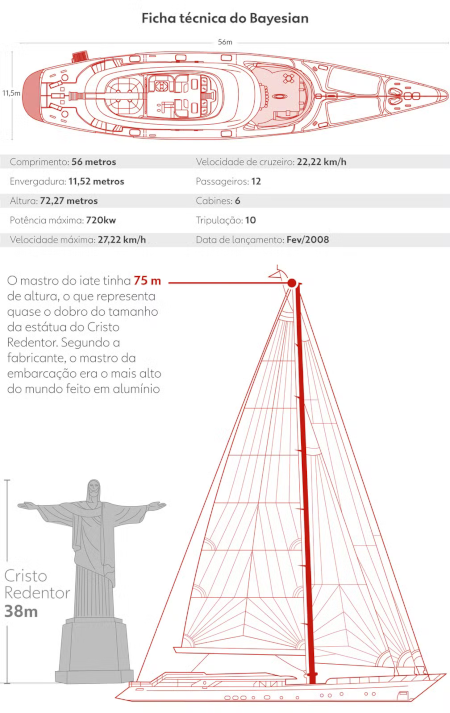 Ficha técnica do Bayesian
56m
11,5m
Comprimento: 56 metros
Velocidade de cruzeiro: 22,22 km/h
Envergadura: 11,52 metros
Passageiros: 12
Altura: 72,27 metros
Cabines: 6
Potência máxima: 720kw
Tripulação: 10
Velocidade máxima: 27,22 km/h
Data de lançamento: Fev/2008
O mastro do iate tinha 75 m
de altura, o que representa
quase o dobro do tamanho
da estátua do Cristo
Redentor. Segundo a
fabricante, o mastro da
embarcação era o mais alto
do mundo feito em alumínio
Cristo
Redentor
38m